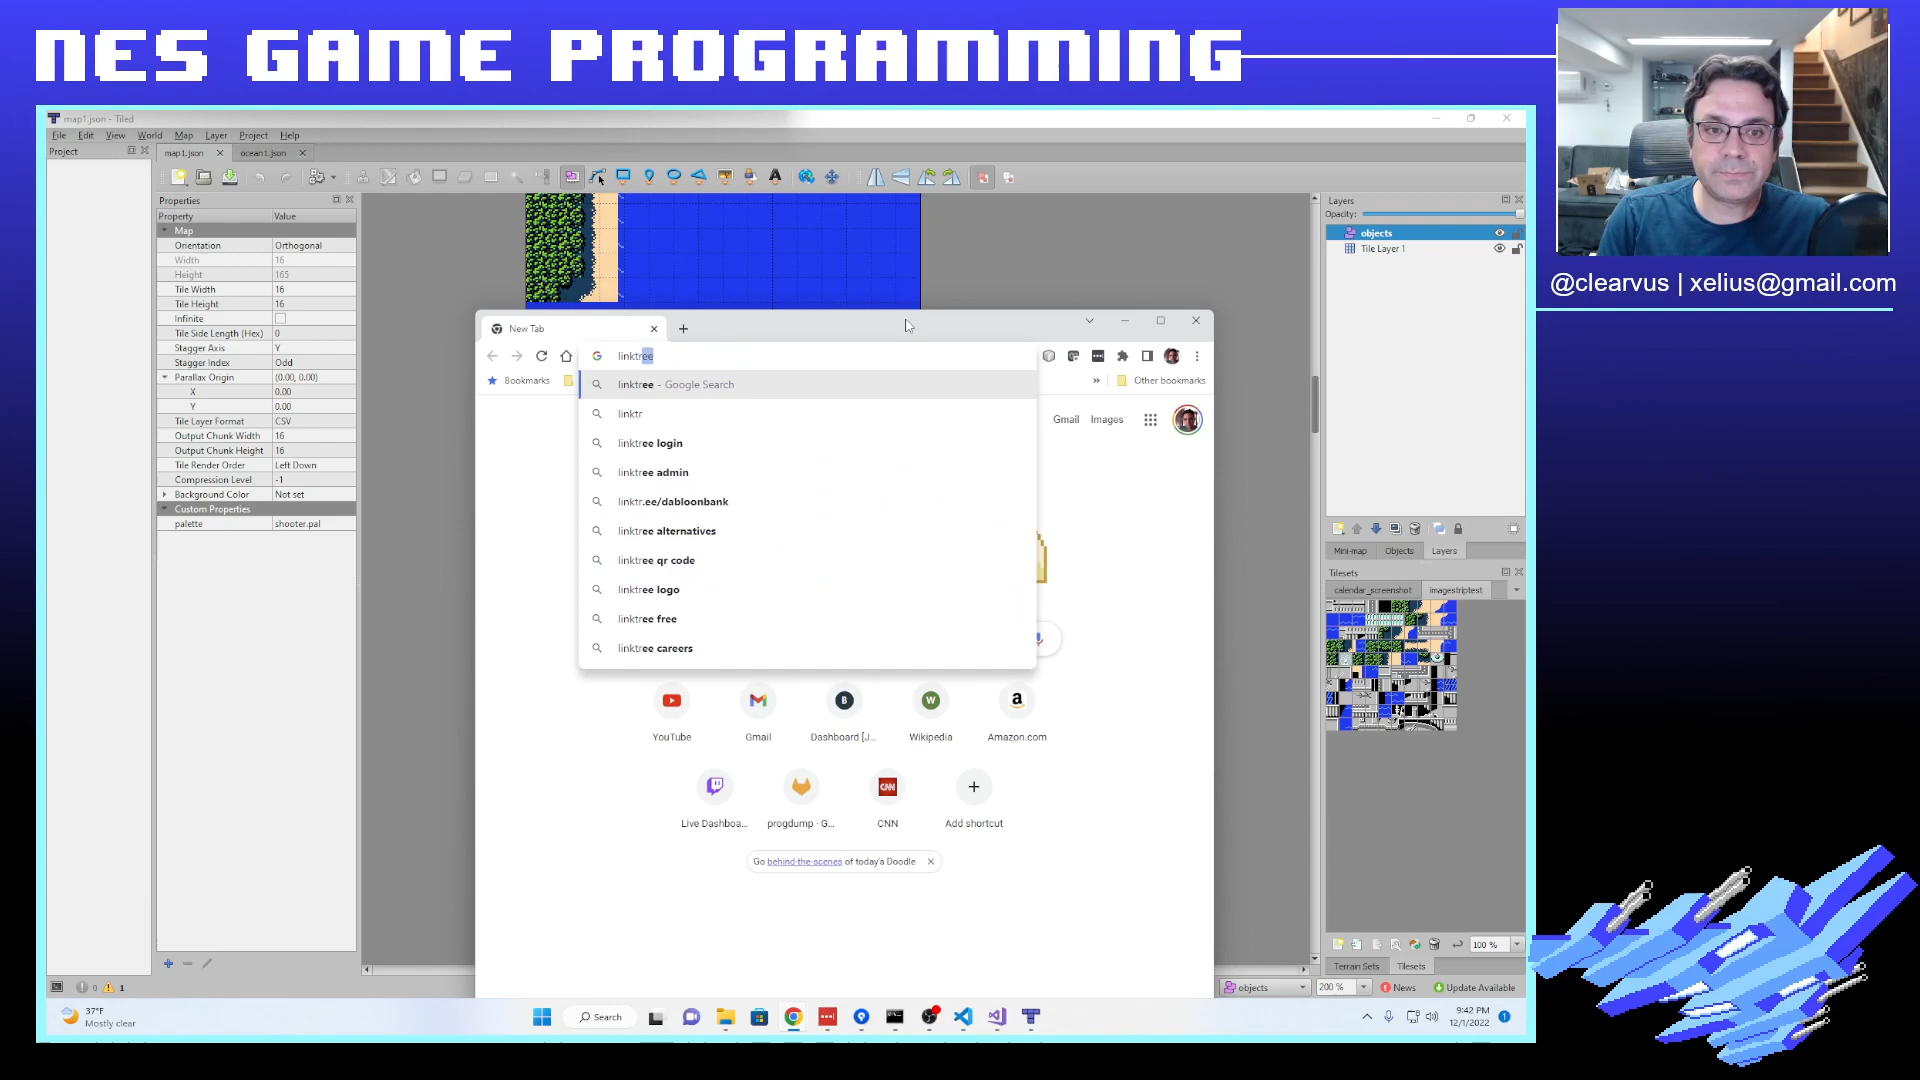 NES GAME PROGRAMMING
@clearvus | xelius@gmail.com
map1.json - Tiled
File Edit View World Map Layer Project Help
Project
map1.json
ocean1.json
Properties
Property Value
Map
Orientation Orthogonal
Width 16
Height 165
Tile Width 16
Tile Height 16
Infinite
Tile Side Length (Hex) 0
Stagger Axis Y
Stagger Index Odd
Parallax Origin (0.00, 0.00)
X 0.00
Y 0.00
Tile Layer Format CSV
Output Chunk Width 16
Output Chunk Height 16
Tile Render Order Left Down
Compression Level -1
Background Color Not set
Custom Properties
palette shooter.pal
0 1
New Tab
linktree
Bookmarks
Other bookmarks
linktree - Google Search
linktr
linktree login
linktree admin
linktr.ee/dabloonbank
linktree alternatives
linktree qr code
linktree logo
linktree free
linktree careers
Gmail Images
YouTube
Gmail
B
Dashboard [J...
W
Wikipedia
a
Amazon.com
Live Dashboa...
progdump · G...
CNN
CNN
Add shortcut
Go behind-the-scenes of today's Doodle
Layers
Opacity:
objects
Tile Layer 1
Mini-map Objects Layers
Tilesets
calendar_screenshot imagestriptest
100 %
Terrain Sets Tilesets
objects 200 % News Update Available
37°F
Mostly clear
Search
9:42 PM
12/1/2022
1